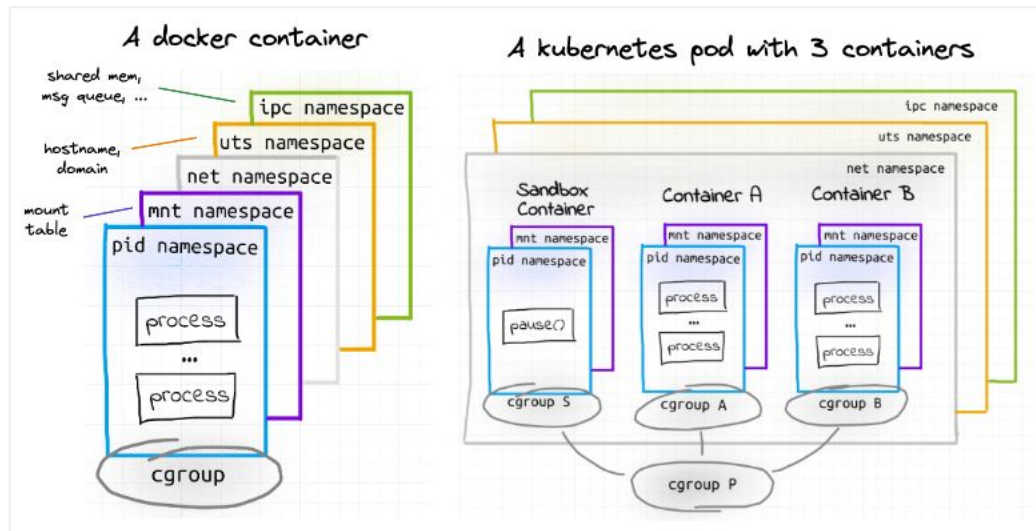 A docker container
shared mem,
msg queue, ...
ipc namespace
hostname,
domain
uts namespace
net namespace
mount
table
mnt namespace
pid namespace
process
...
process
cgroup
A kubernetes pod with 3 containers
ipc namespace
uts namespace
net namespace
Sandbox
Container
mnt namespace
pid namespace
pause()
cgroup S
Container A
mnt namespace
pid namespace
process
...
process
cgroup A
Container B
mnt namespace
pid namespace
process
...
process
cgroup B
cgroup P